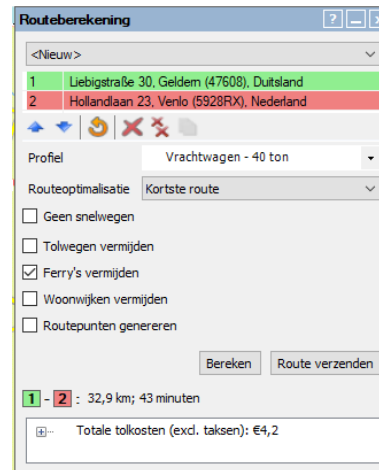 Routeberekening
<Nieuw>
1 Liebigstraße 30, Geldern (47608), Duitsland
2 Hollandlaan 23, Venlo (5928RX), Nederland
Profiel Vrachtwagen - 40 ton
Routeoptimalisatie Kortste route
Geen snelwegen
Tolwegen vermijden
Ferry's vermijden
Woonwijken vermijden
Routepunten genereren
Bereken Route verzenden
1 - 2 : 32,9 km; 43 minuten
Totale tolkosten (excl. taksen): €4,2